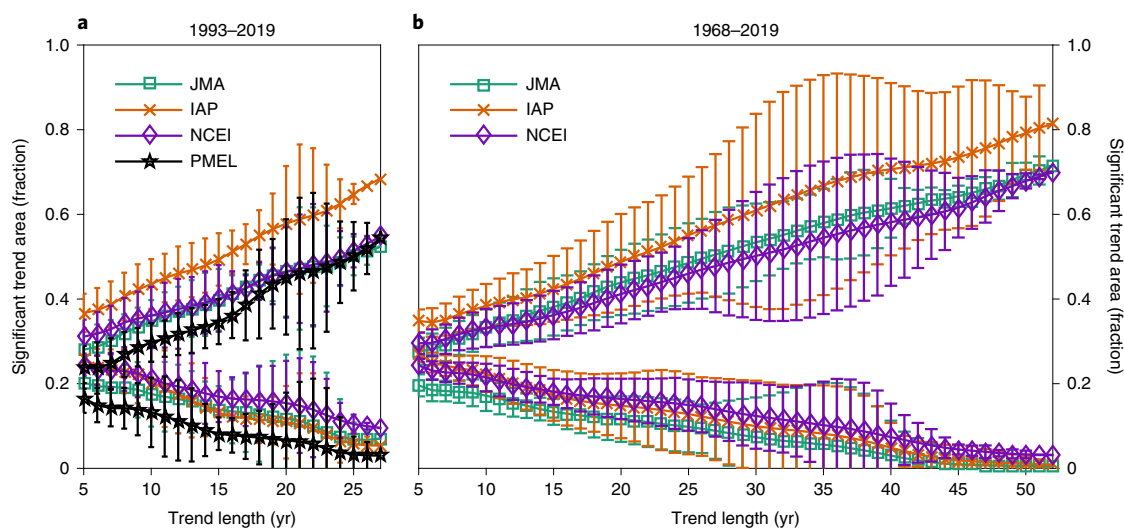 a
1993–2019
Significant trend area (fraction)
1.0
0.8
0.6
0.4
0.2
0
JMA
IAP
NCEI
PMEL
5 10 15 20 25
Trend length (yr)
b
1968–2019
JMA
IAP
NCEI
1.0
0.8
0.6
0.4
0.2
0
Significant trend area (fraction)
5 10 15 20 25 30 35 40 45 50
Trend length (yr)